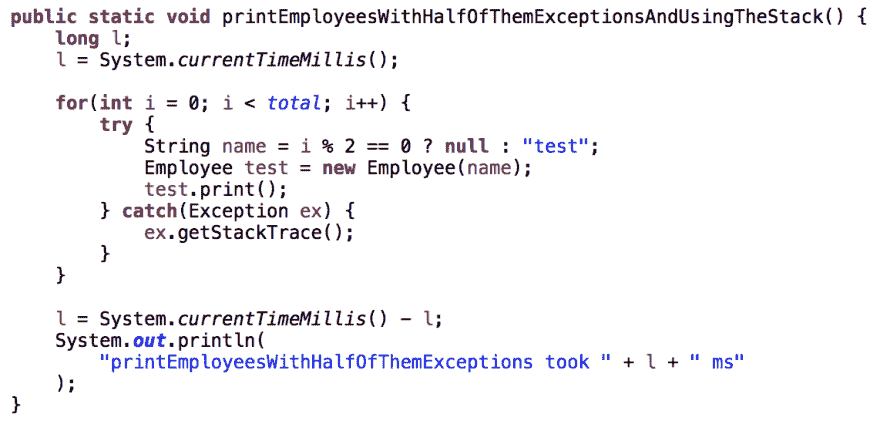 public static void printEmployeesWithHalfOfThemExceptionsAndUsingTheStack() {
    long l;
    l = System.currentTimeMillis();

    for(int i = 0; i < total; i++) {
        try {
            String name = i % 2 == 0 ? null : "test";
            Employee test = new Employee(name);
            test.print();
        } catch(Exception ex) {
            ex.getStackTrace();
        }
    }

    l = System.currentTimeMillis() - l;
    System.out.println(
        "printEmployeesWithHalfOfThemExceptions took " + l + " ms"
    );
}